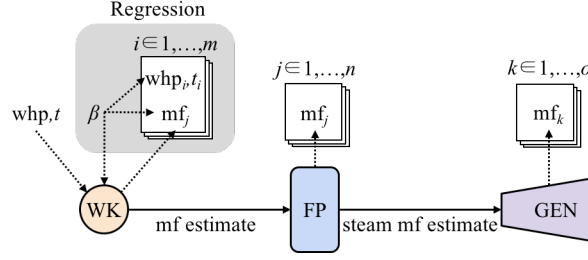 Regression
i∈1,…,m
whp_i,t_i
mf_j
β
whp,t
j∈1,…,n
mf_j
k∈1,…,o
mf_k
WK
mf estimate
FP
steam mf estimate
GEN